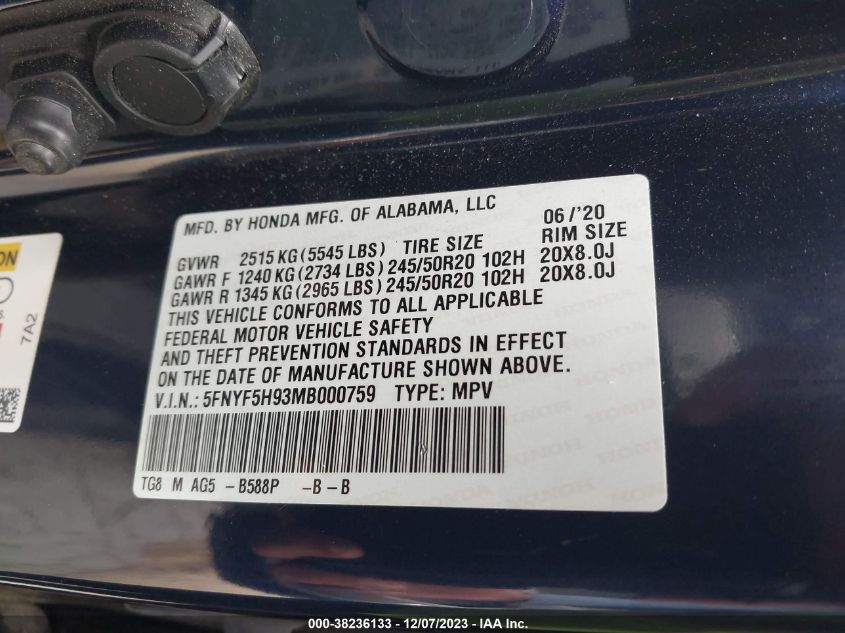 MFD. BY HONDA MFG. OF ALABAMA, LLC 06/'20
GVWR 2515 KG (5545 LBS) TIRE SIZE RIM SIZE
GAWR F 1240 KG (2734 LBS) 245/50R20 102H 20X8.0J
GAWR R 1345 KG (2965 LBS) 245/50R20 102H 20X8.0J
THIS VEHICLE CONFORMS TO ALL APPLICABLE
FEDERAL MOTOR VEHICLE SAFETY
AND THEFT PREVENTION STANDARDS IN EFFECT
ON THE DATE OF MANUFACTURE SHOWN ABOVE.
V.I.N.: 5FNYF5H93MB000759 TYPE: MPV
TG8 M AG5 -B588P -B-B
7A2
000-38236133 - 12/07/2023 - IAA Inc.